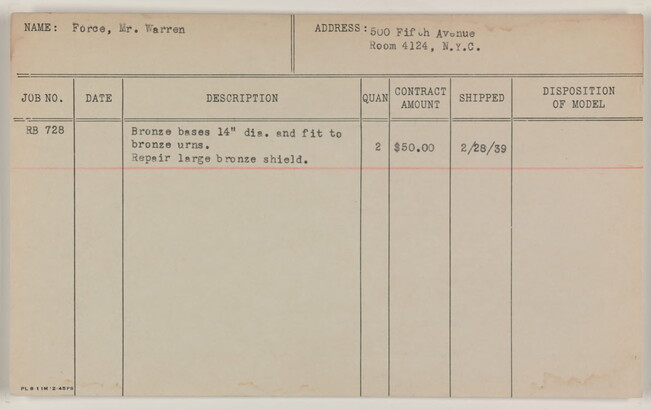 NAME: Force, Mr. Warren
ADDRESS: 500 Fifth Avenue
Room 4124, N.Y.C.
JOB NO. DATE DESCRIPTION QUAN CONTRACT AMOUNT SHIPPED DISPOSITION OF MODEL
RB 728 Bronze bases 14" dia. and fit to
bronze urns. 2 $50.00 2/28/39
Repair large bronze shield.